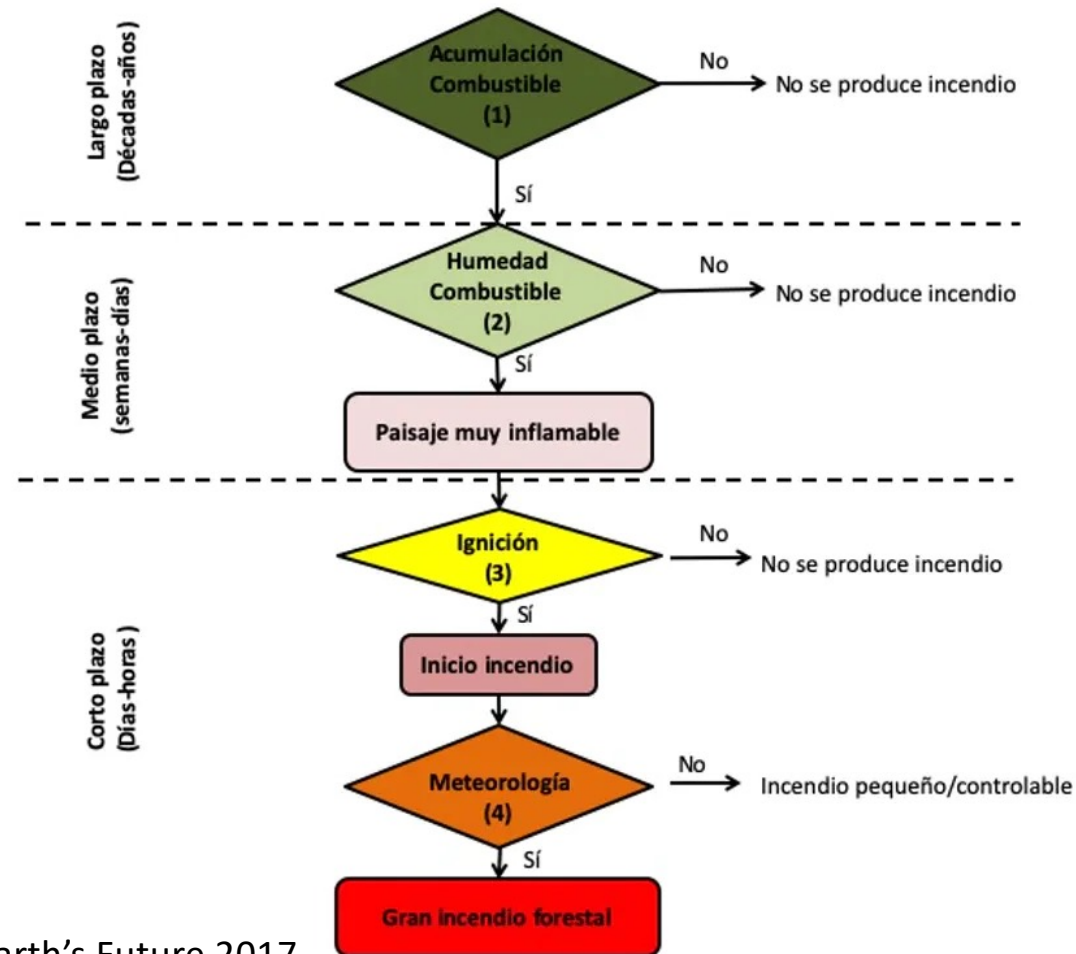 Largo plazo
(Décadas-años)
Acumulación
Combustible
(1)
No
No se produce incendio
Sí
Medio plazo
(semanas-días)
Humedad
Combustible
(2)
No
No se produce incendio
Sí
Paisaje muy inflamable
Corto plazo
(Días-horas )
Ignición
(3)
No
No se produce incendio
Sí
Inicio incendio
Meteorología
(4)
No
Incendio pequeño/controlable
Sí
Gran incendio forestal
Future 2017